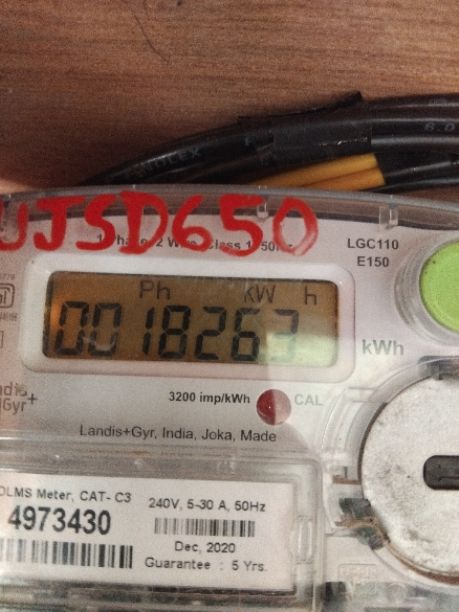 UJSD650
LGC110
E150
Ph kW h
0018263
kWh
3200 imp/kWh
CAL
Landis+Gyr, India, Joka, Made
DLMS Meter, CAT- C3
240V, 5-30 A, 50Hz
4973430
Dec, 2020
Guarantee : 5 Yrs.